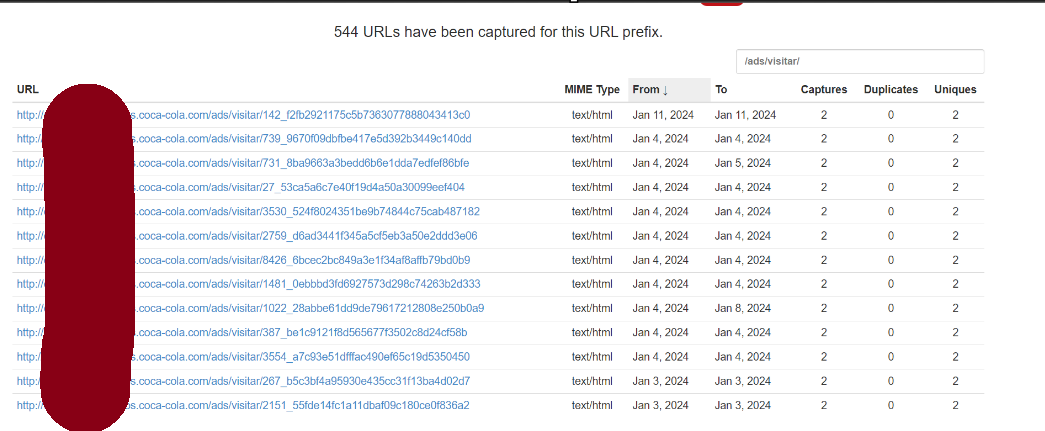 544 URLs have been captured for this URL prefix.
/ads/visitar/
URL MIME Type From ↓ To Captures Duplicates Uniques
http:// s.coca-cola.com/ads/visitar/142_f2fb2921175c5b7363077888043413c0 text/html Jan 11, 2024 Jan 11, 2024 2 0 2
http:// s.coca-cola.com/ads/visitar/739_9670f09dbfbe417e5d392b3449c140dd text/html Jan 4, 2024 Jan 4, 2024 2 0 2
http:// s.coca-cola.com/ads/visitar/731_8ba9663a3bedd6b6e1dda7edfef86bfe text/html Jan 4, 2024 Jan 5, 2024 2 0 2
http:// s.coca-cola.com/ads/visitar/27_53ca5a6c7e40f19d4a50a30099eef404 text/html Jan 4, 2024 Jan 4, 2024 2 0 2
http:// s.coca-cola.com/ads/visitar/3530_524f8024351be9b74844c75cab487182 text/html Jan 4, 2024 Jan 4, 2024 2 0 2
http:// s.coca-cola.com/ads/visitar/2759_d6ad3441f345a5cf5eb3a50e2ddd3e06 text/html Jan 4, 2024 Jan 4, 2024 2 0 2
http:// s.coca-cola.com/ads/visitar/8426_6bcec2bc849a3e1f34af8affb79bd0b9 text/html Jan 4, 2024 Jan 4, 2024 2 0 2
http:// s.coca-cola.com/ads/visitar/1481_0ebbbd3fd6927573d298c74263b2d333 text/html Jan 4, 2024 Jan 4, 2024 2 0 2
http:// s.coca-cola.com/ads/visitar/1022_28abbe61dd9de79617212808e250b0a9 text/html Jan 4, 2024 Jan 8, 2024 2 0 2
http:// s.coca-cola.com/ads/visitar/387_be1c9121f8d565677f3502c8d24cf58b text/html Jan 4, 2024 Jan 4, 2024 2 0 2
http:// s.coca-cola.com/ads/visitar/3554_a7c93e51dfffac490ef65c19d5350450 text/html Jan 4, 2024 Jan 4, 2024 2 0 2
http:// s.coca-cola.com/ads/visitar/267_b5c3bf4a95930e435cc31f13ba4d02d7 text/html Jan 3, 2024 Jan 3, 2024 2 0 2
http:// os.coca-cola.com/ads/visitar/2151_55fde14fc1a11dbaf09c180ce0f836a2 text/html Jan 3, 2024 Jan 3, 2024 2 0 2